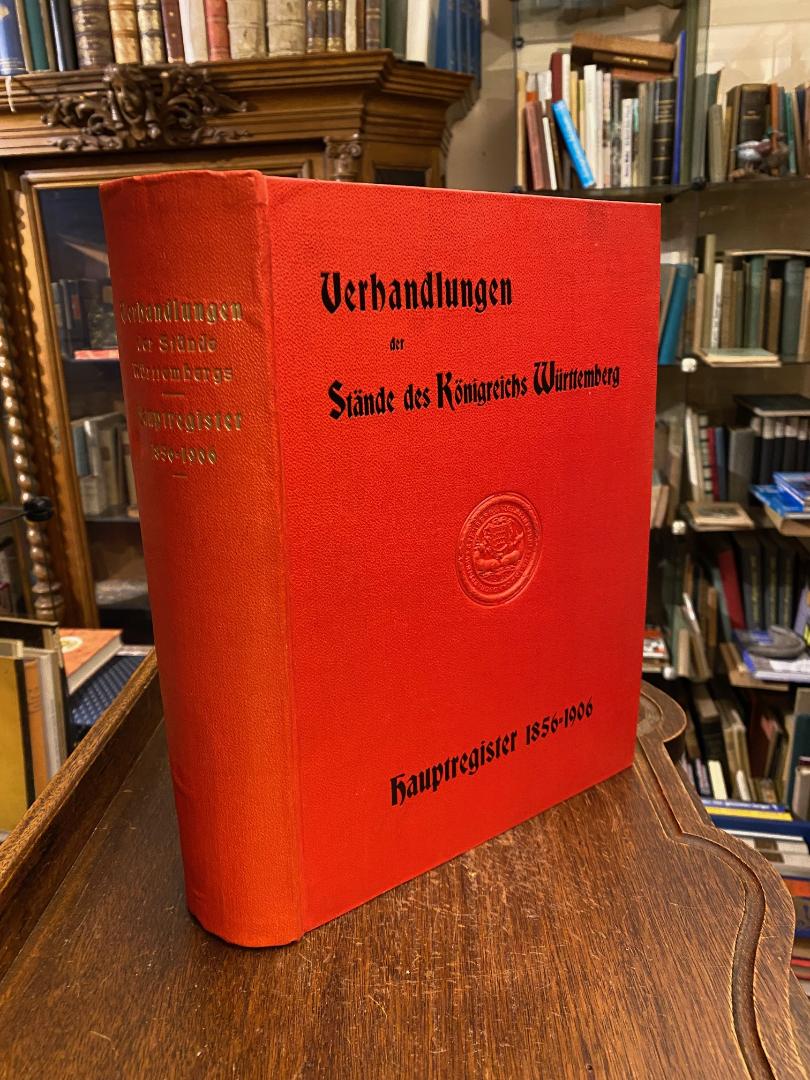 Verhandlungen
der Stände
Württembergs
Hauptregister
1856-1906
Verhandlungen
der
Stände des Königreichs Württemberg
Hauptregister 1856-1906